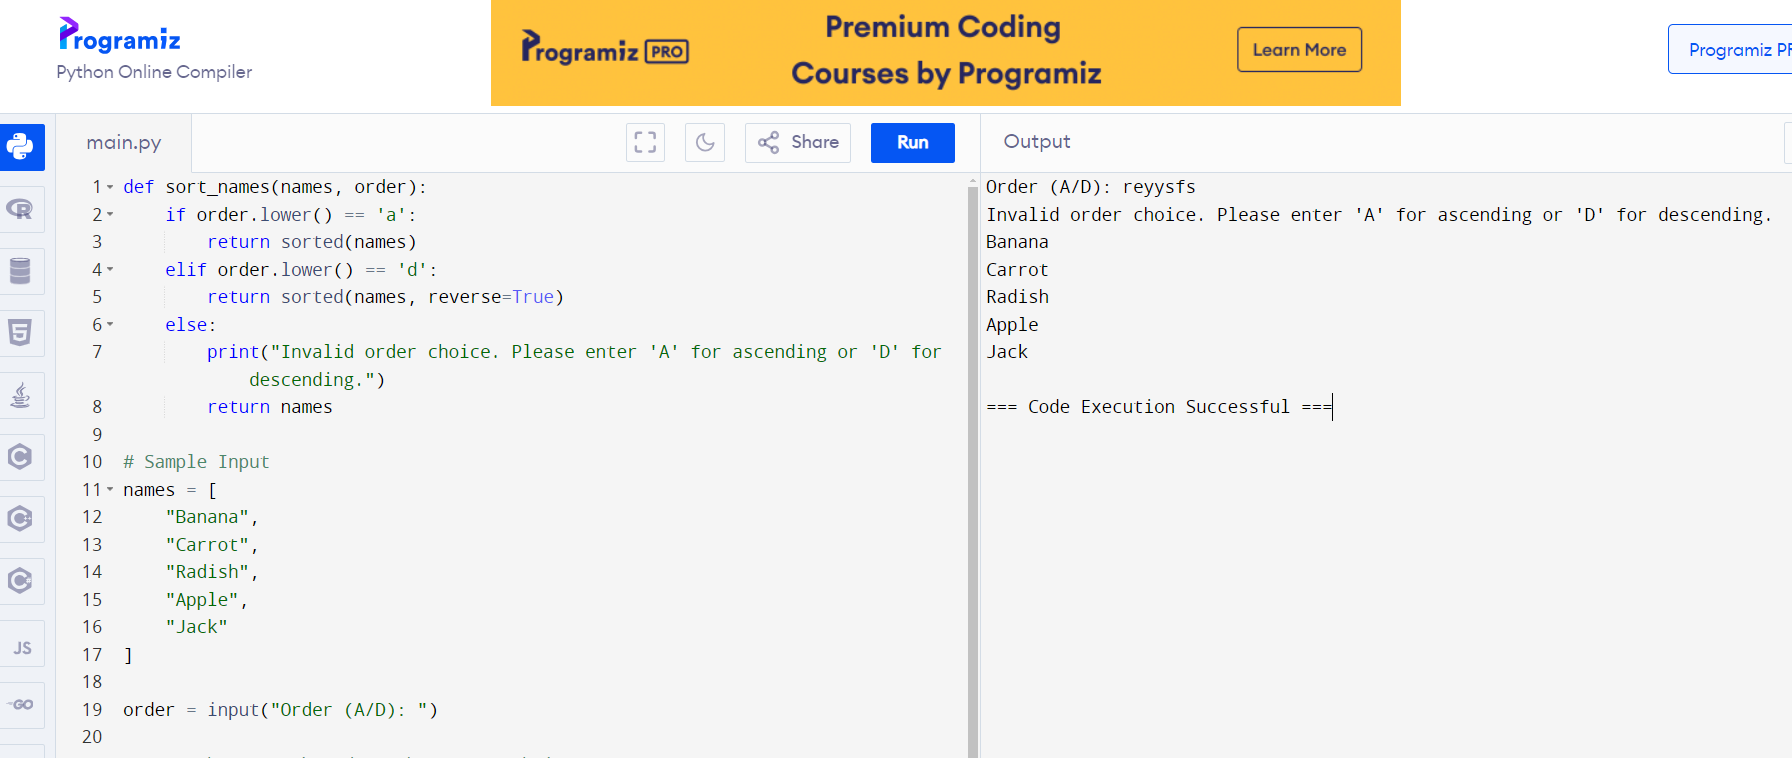 Programiz
Python Online Compiler
Programiz PRO
Premium Coding
Courses by Programiz
Learn More
Programiz
main.py
Share
Run
Output
1 def sort_names(names, order):
2     if order.lower() == 'a':
3         return sorted(names)
4     elif order.lower() == 'd':
5         return sorted(names, reverse=True)
6     else:
7         print("Invalid order choice. Please enter 'A' for ascending or 'D' for
            descending.")
8         return names
9
10 # Sample Input
11 names = [
12     "Banana",
13     "Carrot",
14     "Radish",
15     "Apple",
16     "Jack"
17 ]
18
19 order = input("Order (A/D): ")
20
Order (A/D): reyysfs
Invalid order choice. Please enter 'A' for ascending or 'D' for descending.
Banana
Carrot
Radish
Apple
Jack
=== Code Execution Successful ===
R
5
C
C
C
JS
GO